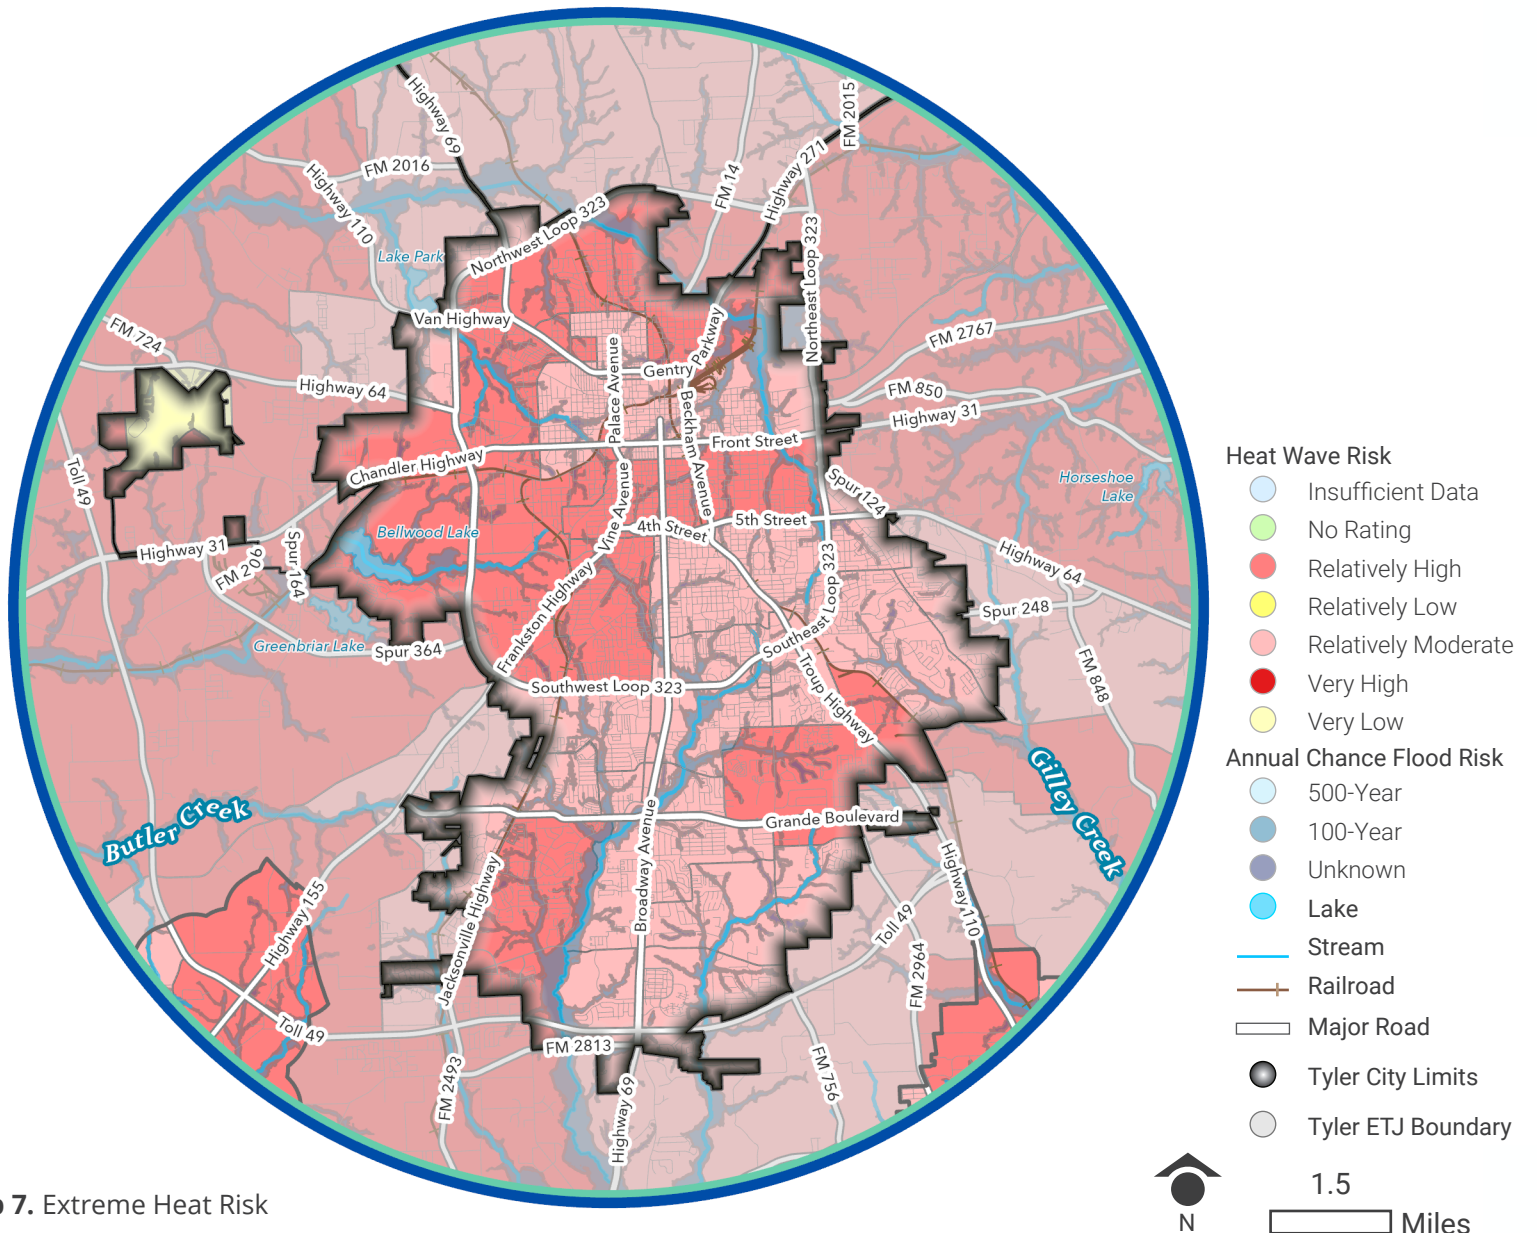 Highway 69
FM 2015
FM 2016
Highway 110
FM 14
Highway 271
Northwest Loop 323
Lake Park
Northeast Loop 323
Van Highway
FM 724
FM 2767
Highway 64
Palace Avenue
Gentry Parkway
FM 850
Highway 31
Beckham Avenue
Front Street
Chandler Highway
Toll 49
Horseshoe
Lake
Spur 124
Vine Avenue
4th Street
5th Street
Bellwood Lake
Highway 31
FM 206
Spur 164
Highway 64
Southeast Loop 323
Spur 248
Frankston Highway
Greenbriar Lake
Spur 364
FM 848
Southwest Loop 323
Troup Highway
Gilley Creek
Butler Creek
Grande Boulevard
Broadway Avenue
Highway 155
Jacksonville Highway
Highway 110
Toll 49
FM 2964
Toll 49
FM 2813
FM 2493
FM 756
Highway 69
Heat Wave Risk
Insufficient Data
No Rating
Relatively High
Relatively Low
Relatively Moderate
Very High
Very Low
Annual Chance Flood Risk
500-Year
100-Year
Unknown
Lake
Stream
Railroad
Major Road
Tyler City Limits
Tyler ETJ Boundary
N
1.5
Miles
7. Extreme Heat Risk